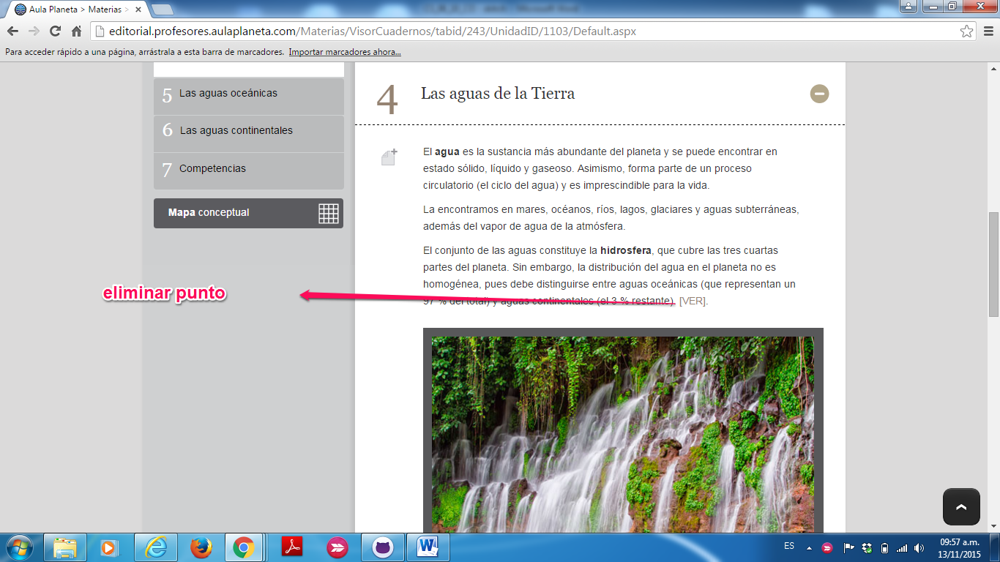 Aula Planeta > Materias >
editorial.profesores.aulaplaneta.com/Materias/VisorCuadernos/tabid/243/UnidadID/1103/Default.aspx
Para acceder rápido a una página, arrástrala a esta barra de marcadores. Importar marcadores ahora...
5 Las aguas oceánicas
6 Las aguas continentales
7 Competencias
Mapa conceptual
eliminar punto
4 Las aguas de la Tierra
El agua es la sustancia más abundante del planeta y se puede encontrar en
estado sólido, líquido y gaseoso. Asimismo, forma parte de un proceso
circulatorio (el ciclo del agua) y es imprescindible para la vida.
La encontramos en mares, océanos, ríos, lagos, glaciares y aguas subterráneas,
además del vapor de agua de la atmósfera.
El conjunto de las aguas constituye la hidrosfera, que cubre las tres cuartas
partes del planeta. Sin embargo, la distribución del agua en el planeta no es
homogénea, pues debe distinguirse entre aguas oceánicas (que representan un
97 % del total) y aguas continentales (el 3 % restante). [VER].
ES
09:57 a.m.
13/11/2015